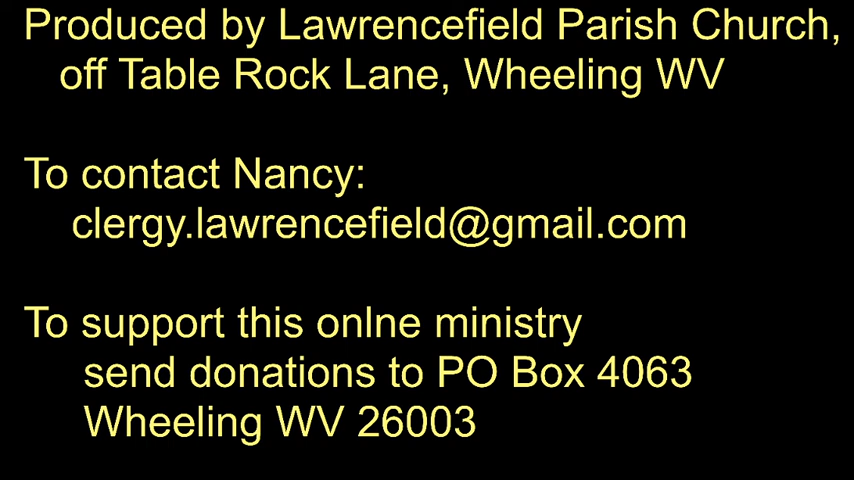 Produced by Lawrencefield Parish Church,
off Table Rock Lane, Wheeling WV
To contact Nancy:
clergy.lawrencefield@gmail.com
To support this onlne ministry
send donations to PO Box 4063
Wheeling WV 26003